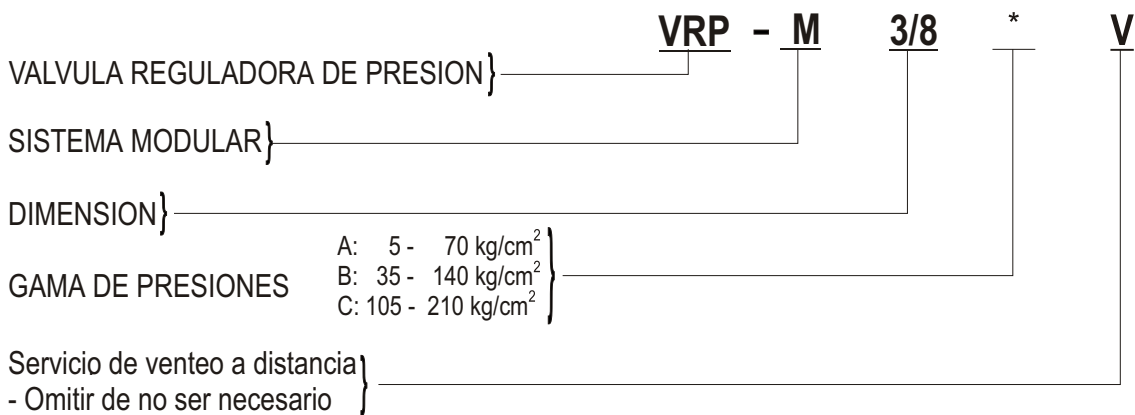 VRP - M 3/8 * V
VALVULA REGULADORA DE PRESION}
SISTEMA MODULAR}
DIMENSION}
GAMA DE PRESIONES
A: 5 - 70 kg/cm²
B: 35 - 140 kg/cm²
C: 105 - 210 kg/cm²
Servicio de venteo a distancia
- Omitir de no ser necesario